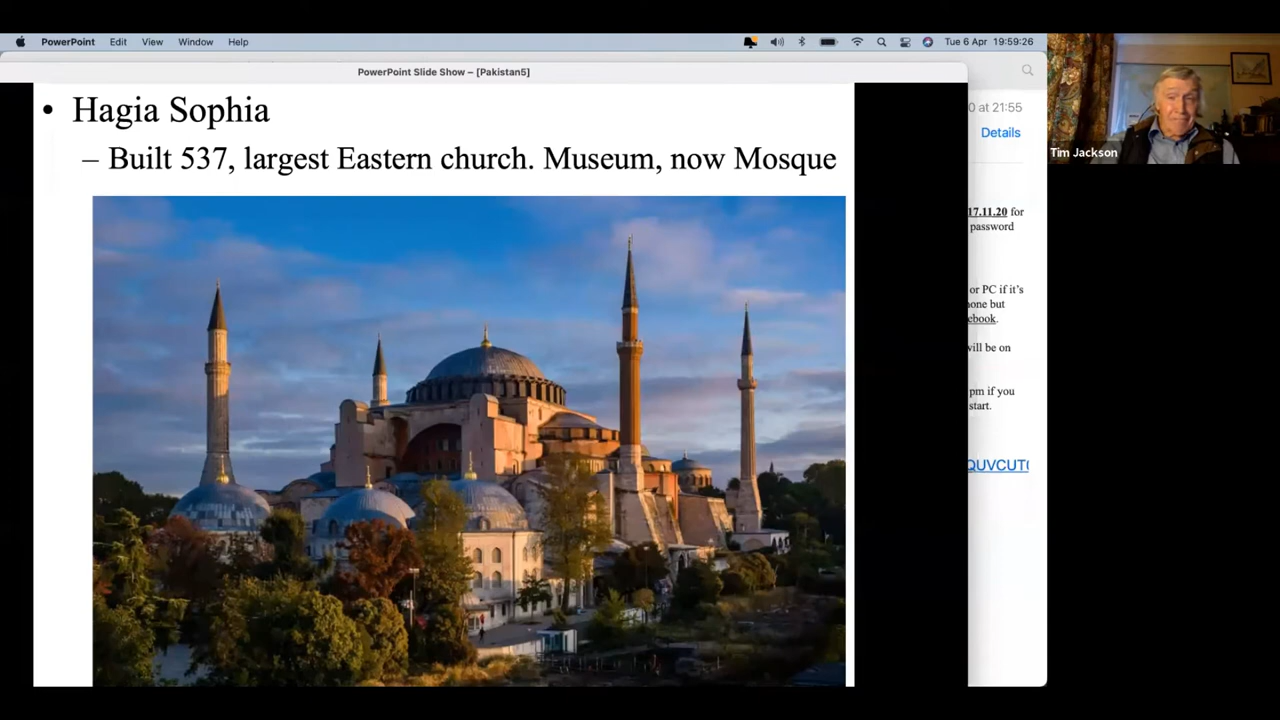 PowerPoint Edit View Window Help Tue 6 Apr 19:59:26
PowerPoint Slide Show – [Pakistan5]
• Hagia Sophia
– Built 537, largest Eastern church. Museum, now Mosque
0 at 21:55
Details
17.11.20 for
password
or PC if it's
one but
ebook.
will be on
pm if you
start.
QUVCUT
Tim Jackson